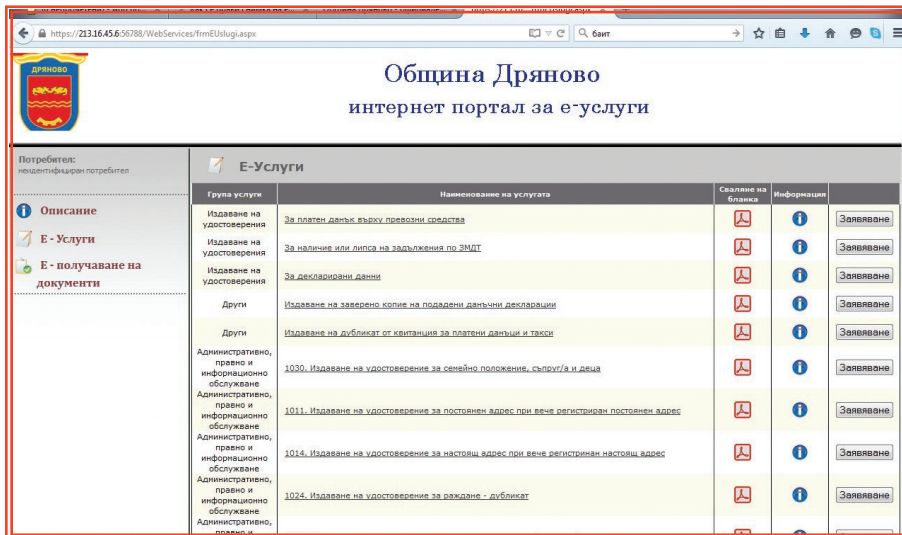 https://213.16.45.6:56788/WebServices/frmEUslugi.aspx
баит
ДРЯНОВО
Община Дряново
интернет портал за е-услуги
Потребител:
неидентифициран потребител
Описание
Е - Услуги
Е - получаване на
документи
Е-Услуги
Група услуги
Наименование на услугата
Сваляне на
бланка
Информация
Издаване на
удостоверения
За платен данък върху превозни средства
Заявяване
Издаване на
удостоверения
За наличие или липса на задължения по ЗМДТ
Заявяване
Издаване на
удостоверения
За декларирани данни
Заявяване
Други
Издаване на заверено копие на подадени данъчни декларации
Заявяване
Други
Издаване на дубликат от квитанция за платени данъци и такси
Заявяване
Административно,
правно и
информационно
обслужване
1030. Издаване на удостоверение за семейно положение, съпруг/а и деца
Заявяване
Административно,
правно и
информационно
обслужване
1011. Издаване на удостоверение за постоянен адрес при вече регистриран постоянен адрес
Заявяване
Административно,
правно и
информационно
обслужване
1014. Издаване на удостоверение за настоящ адрес при вече регистринан настоящ адрес
Заявяване
Административно,
правно и
информационно
обслужване
1024. Издаване на удостоверение за раждане - дубликат
Заявяване
Административно,
правно и